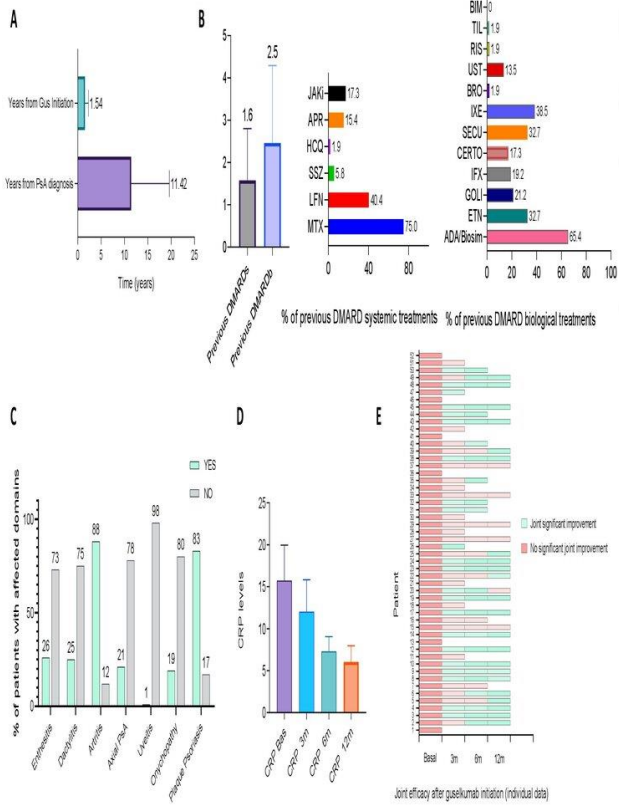 A
Years from Gus Initiation
1.54
Years from PsA diagnosis
11.42
0 5 10 15 20 25
Time (years)
B
5
4
3
2
1
0
1.6
2.5
Previous DMARDs
Previous DMARDb
JAKi 17.3
APR 15.4
HCQ 1.9
SSZ 5.8
LFN 40.4
MTX 75.0
0 40 80
% of previous DMARD systemic treatments
BIM 0
TIL 1.9
RIS 1.9
UST 13.5
BRO 1.9
IXE 38.5
SECU 32.7
CERTO 17.3
IFX 19.2
GOLI 21.2
ETN 32.7
ADA/Biosim 65.4
0 20 40 60 80 100
% of previous DMARD biological treatments
C
YES
NO
% of patients with affected domains
100
50
0
26 73 25 75 88 12 21 78 1 98 19 80 83 17
Enthesitis
Dactylitis
Artritis
Axial PsA
Uveitis
Onychopathy
Plaque Psoriasis
D
CRP levels
25
20
15
10
5
0
CRP Bas
CRP 3m
CRP 6m
CRP 12m
E
Patient
Joint significant improvement
No significant joint improvement
Basal 3m 6m 12m
Joint efficacy after guselkumab initiation (individual data)